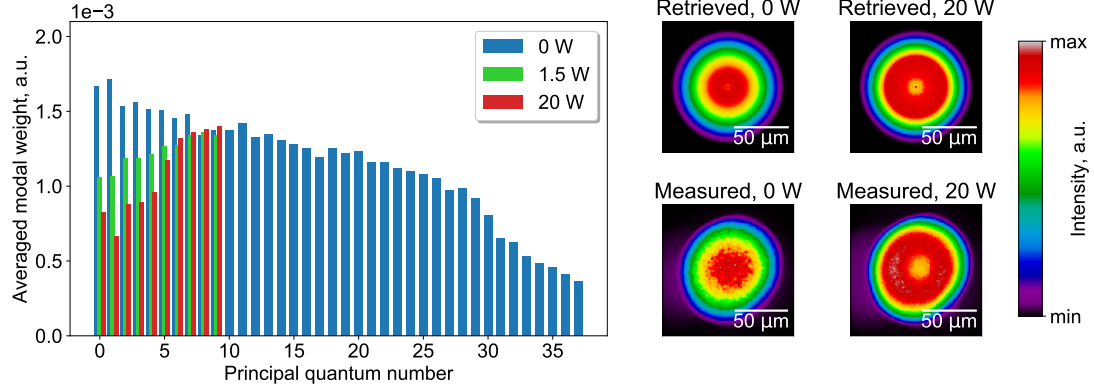 1e−3
Averaged modal weight, a.u.
2.0
1.5
1.0
0.5
0.0
0 5 10 15 20 25 30 35
Principal quantum number
0 W
1.5 W
20 W
Retrieved, 0 W
50 µm
Retrieved, 20 W
50 µm
Measured, 0 W
50 µm
Measured, 20 W
50 µm
max
min
Intensity, a.u.